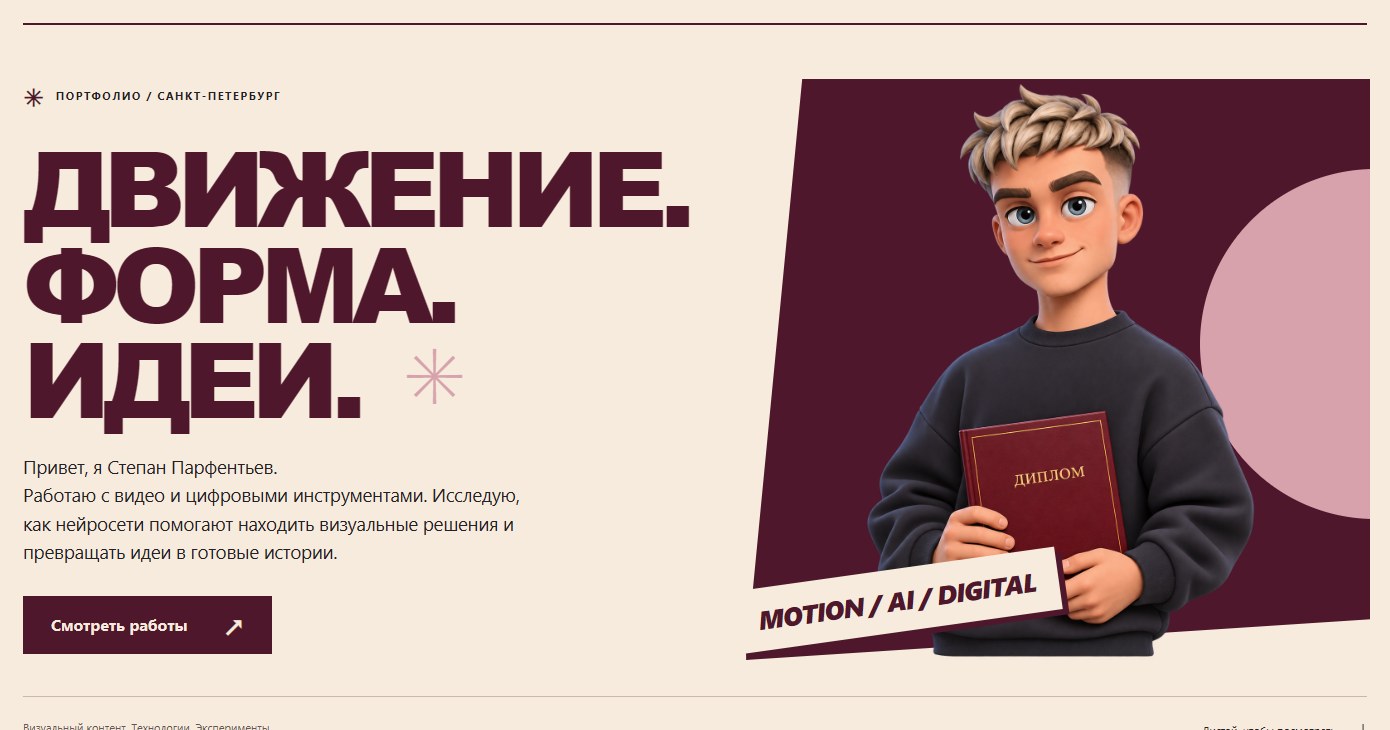 ПОРТФОЛИО / САНКТ-ПЕТЕРБУРГ
ДВИЖЕНИЕ.
ФОРМА.
ИДЕИ.
Привет, я Степан Парфентьев.
Работаю с видео и цифровыми инструментами. Исследую,
как нейросети помогают находить визуальные решения и
превращать идеи в готовые истории.
Смотреть работы ↗
ДИПЛОМ
MOTION / AI / DIGITAL
Визуальный контент. Технологии. Эксперименты.